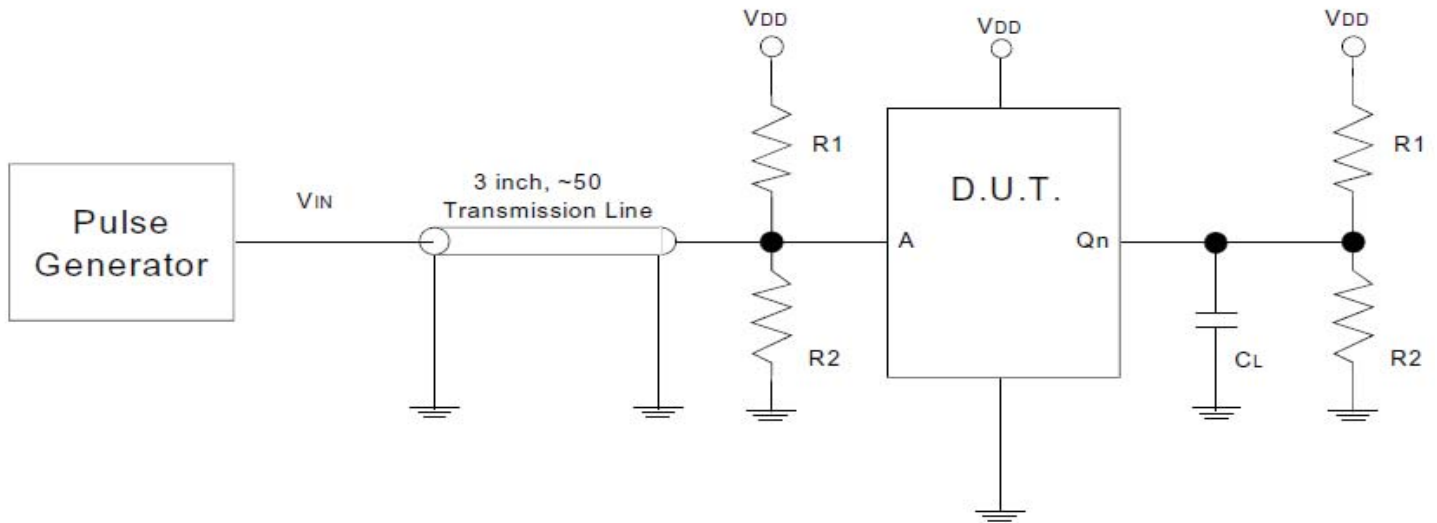 VDD
VDD
VDD
R1
R1
D.U.T.
3 inch, ~50
Transmission Line
VIN
Pulse
Generator
A
Qn
R2
CL
R2